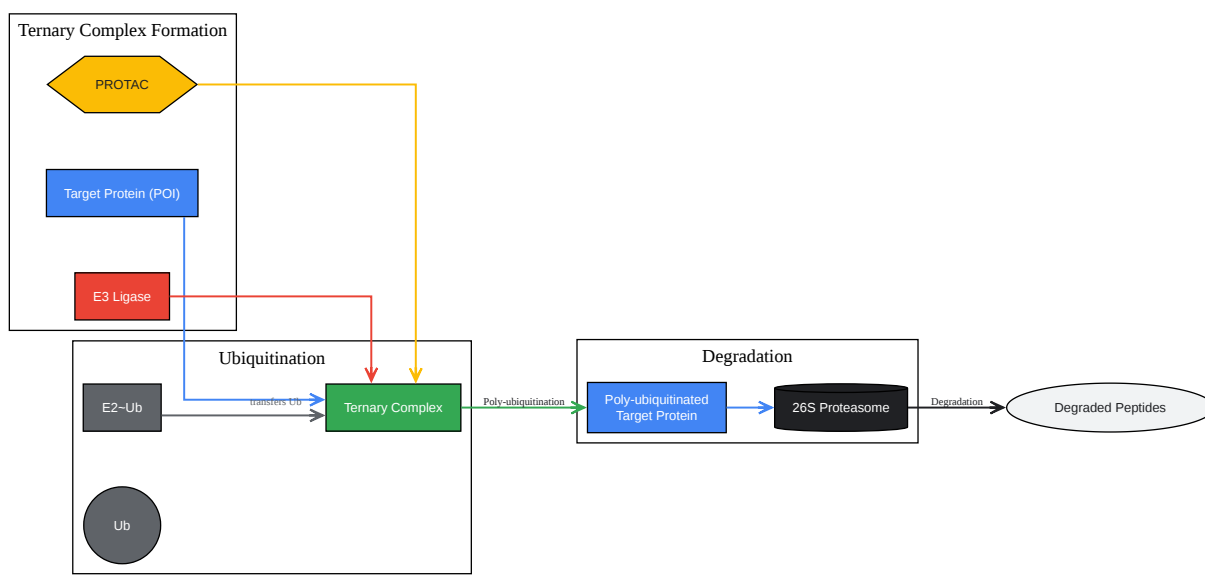 Ternary Complex Formation
PROTAC
Target Protein (POI)
E3 Ligase
Ubiquitination
E2~Ub
transfers Ub
Ternary Complex
Ub
Poly-ubiquitination
Degradation
Poly-ubiquitinated
Target Protein
26S Proteasome
Degradation
Degraded Peptides